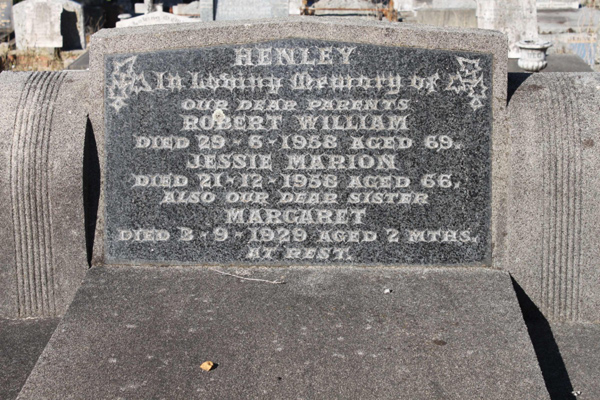 HENLEY
In Loving Memory of
OUR DEAR PARENTS
ROBERT WILLIAM
DIED 29-6-1958 AGED 69.
JESSIE MARION
DIED 21-12-1958 AGED 66.
ALSO OUR DEAR SISTER
MARGARET
DIED 3-9-1929 AGED 2 MTHS.
AT REST.